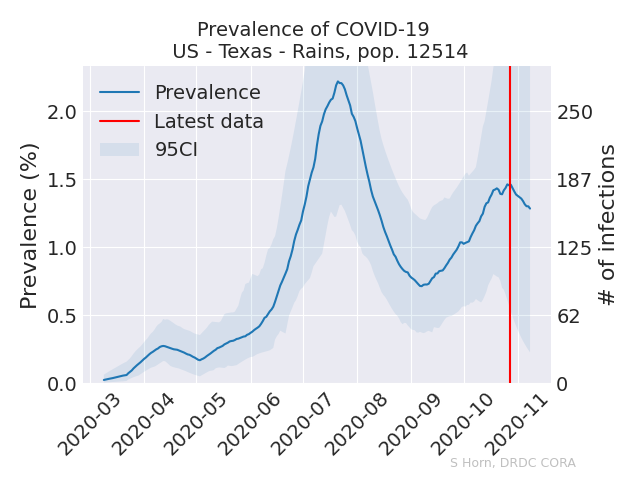 Prevalence of COVID-19
US - Texas - Rains, pop. 12514
Prevalence
Latest data
95CI
Prevalence (%)
2.0
1.5
1.0
0.5
0.0
# of infections
250
187
125
62
0
2020-03
2020-04
2020-05
2020-06
2020-07
2020-08
2020-09
2020-10
2020-11
S Horn, DRDC CORA